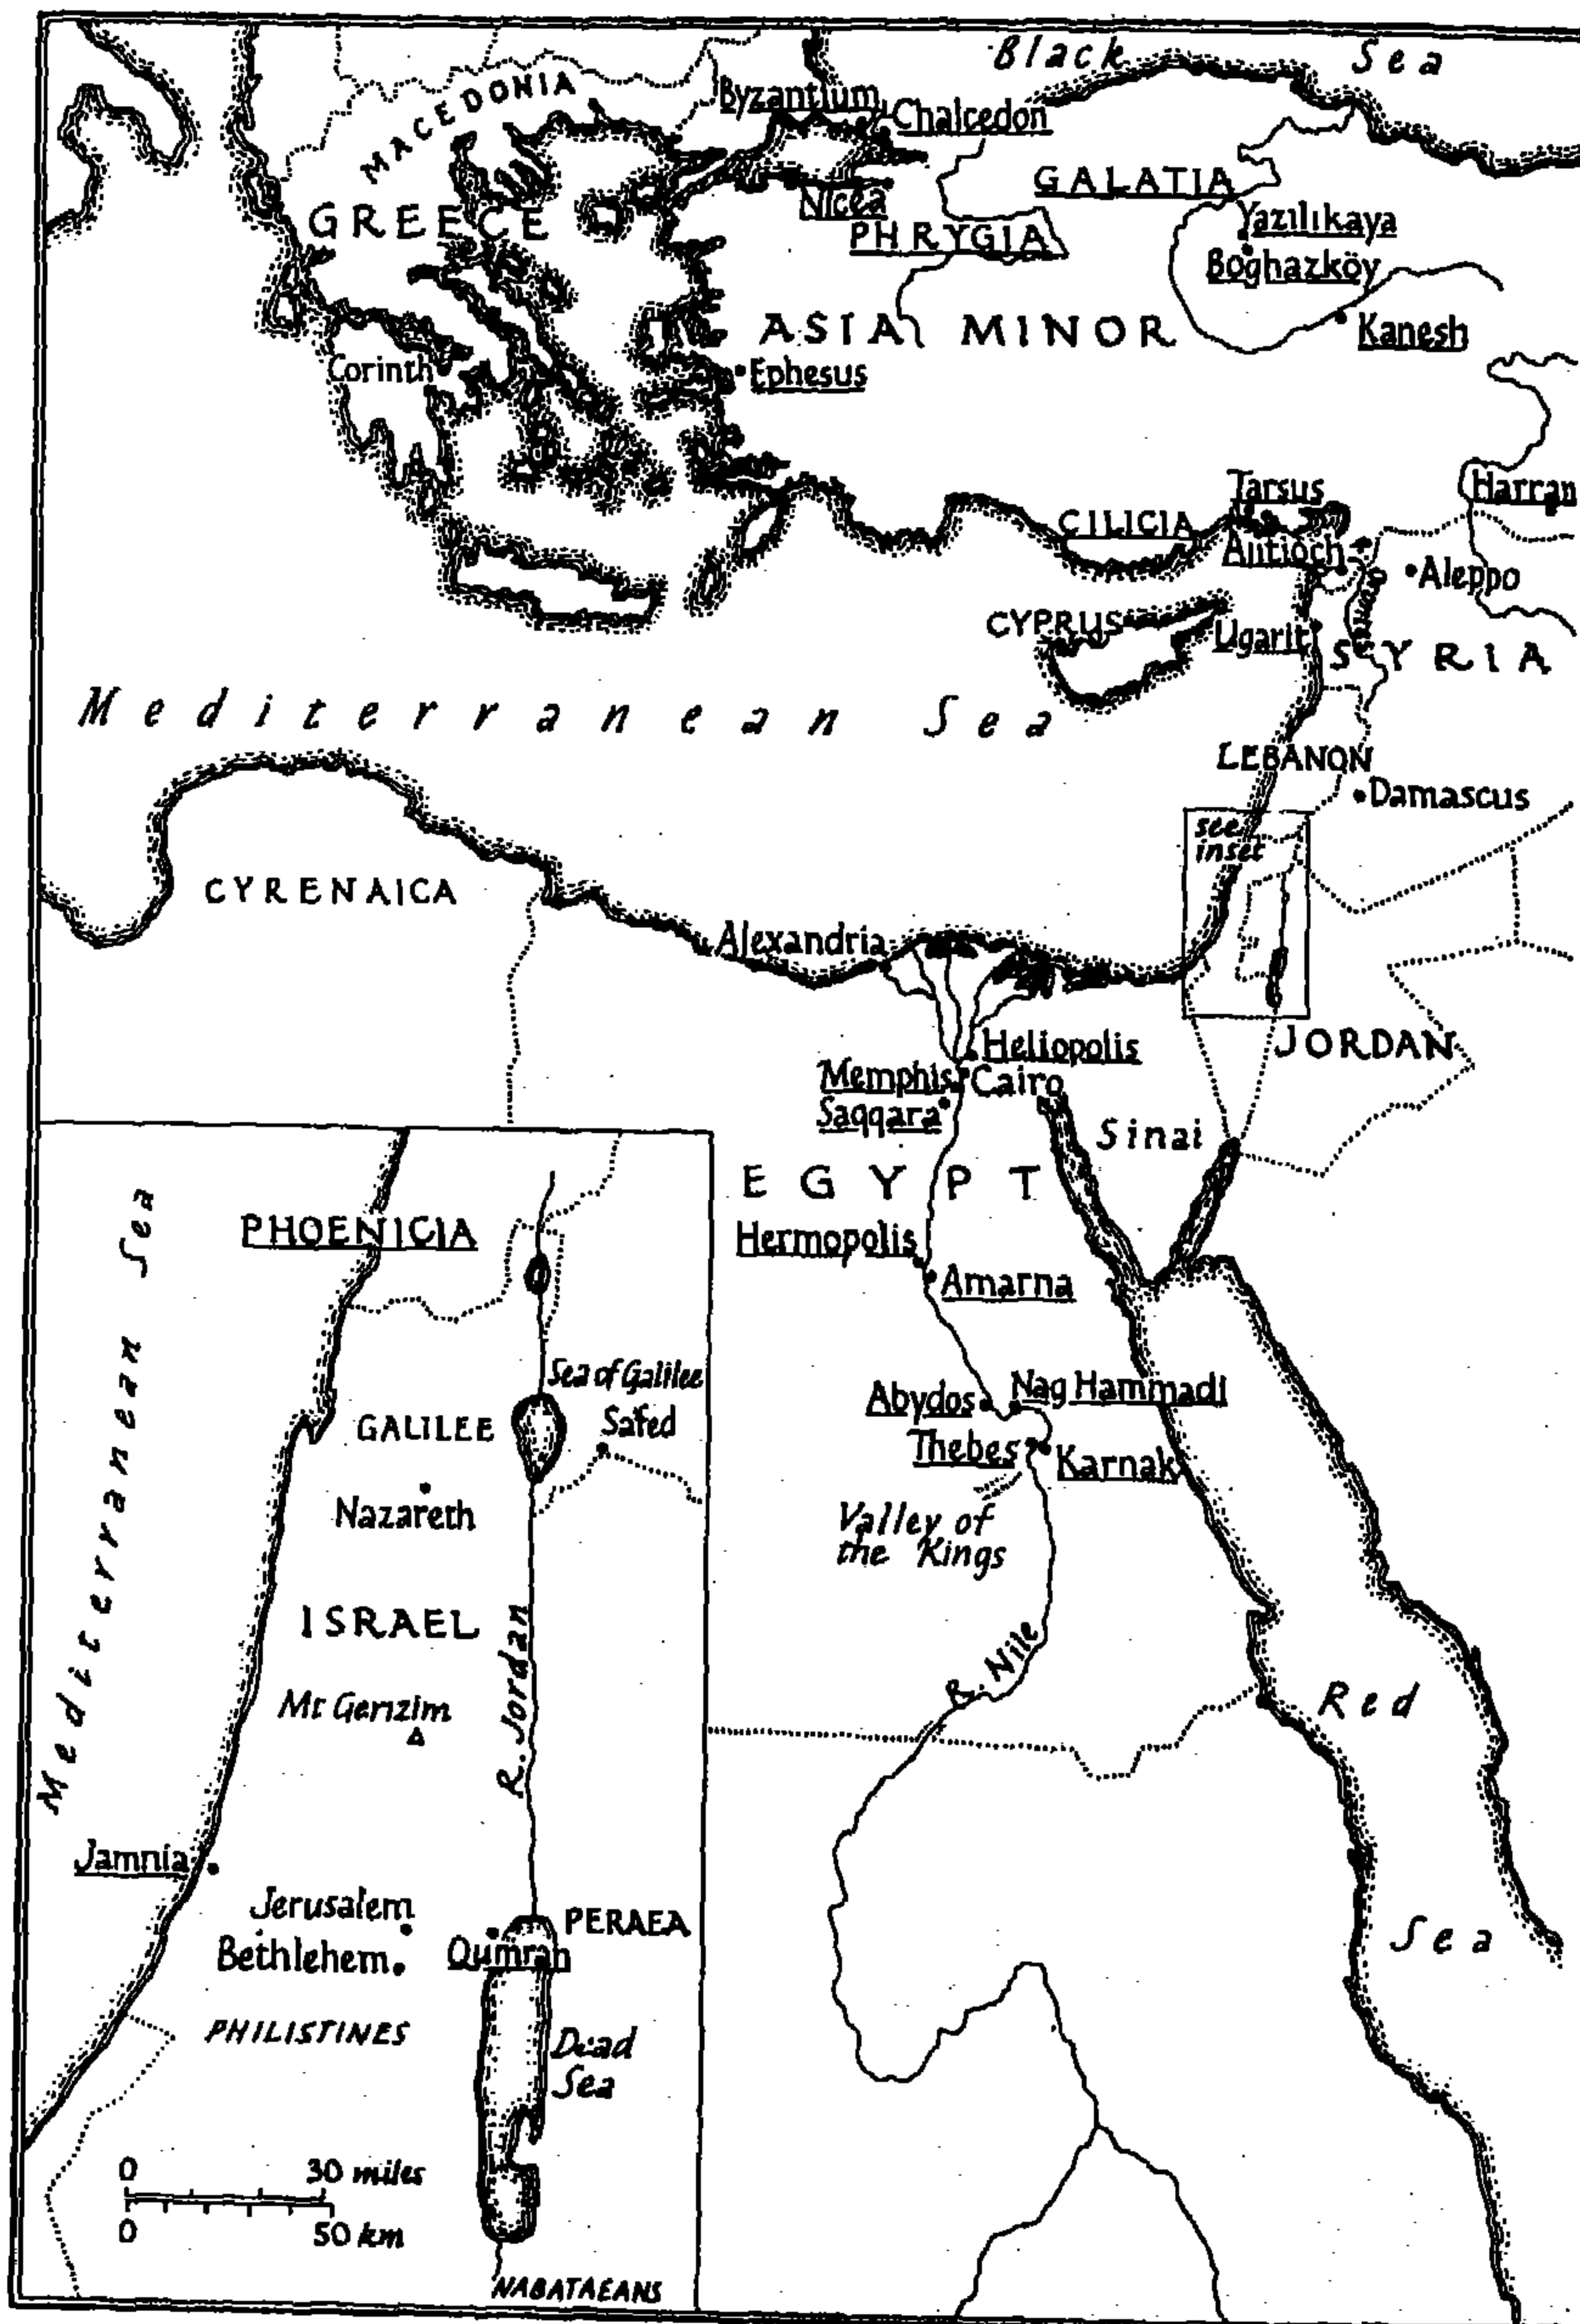 Black Sea
MACEDONIA
Byzantium
Chalcedon
GALATIA
Nicea
GREECE
PHRYGIA
Yazılıkaya
Boghazköy
ASIA MINOR
Kanesh
Corinth
Ephesus
Tarsus
Harran
CILICIA
Antioch
Aleppo
CYPRUS
Ugarit
SYRIA
Mediterranean Sea
LEBANON
Damascus
see
inset
CYRENAICA
Alexandria
Heliopolis
JORDAN
Memphis
Cairo
Saqqara
Sinai
EGYPT
Hermopolis
Amarna
Abydos
Nag Hammadi
Thebes
Karnak
Valley of
the Kings
R. Nile
Red
Sea
Mediterranean Sea
PHOENICIA
Sea of Galilee
GALILEE
Safed
Nazareth
ISRAEL
R. Jordan
Mt Gerizim
Jamnia
Jerusalem
PERAEA
Bethlehem
Qumran
PHILISTINES
Dead
Sea
0 30 miles
0 50 km
NABATAEANS